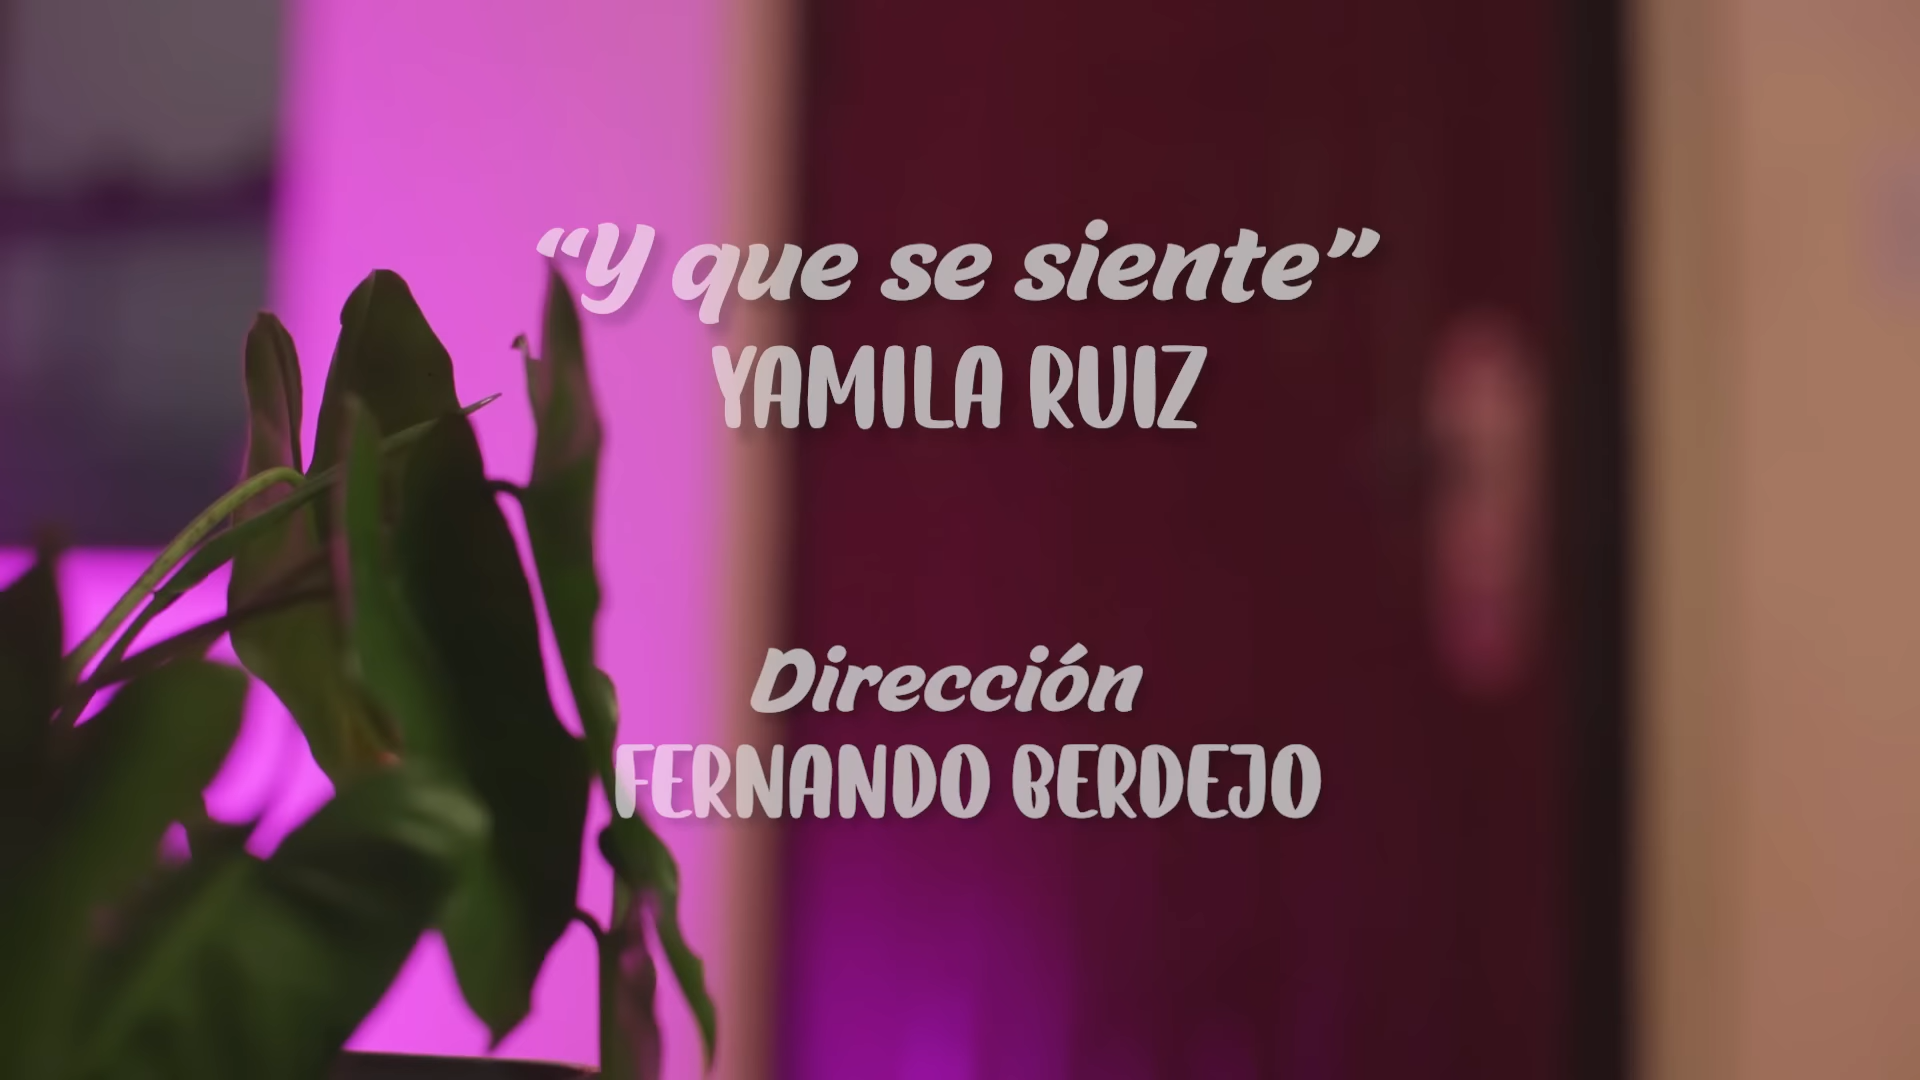 “Y que se siente”
YAMILA RUIZ
Dirección
FERNANDO BERDEJO